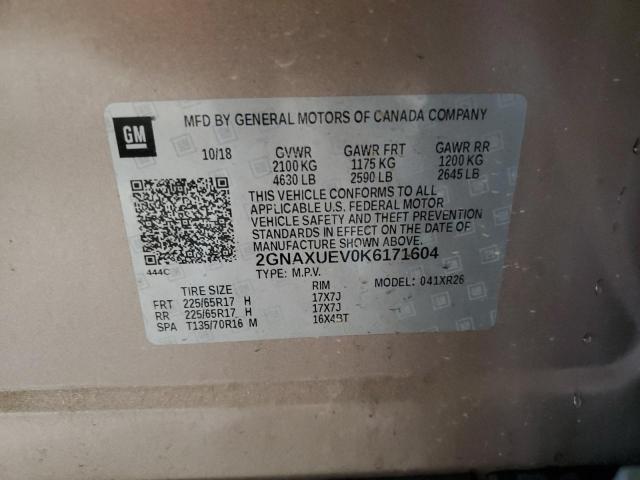 GM
MFD BY GENERAL MOTORS OF CANADA COMPANY
10/18 GVWR GAWR FRT GAWR RR
2100 KG 1175 KG 1200 KG
4630 LB 2590 LB 2645 LB
THIS VEHICLE CONFORMS TO ALL
APPLICABLE U.S. FEDERAL MOTOR
VEHICLE SAFETY AND THEFT PREVENTION
STANDARDS IN EFFECT ON THE DATE OF
MANUFACTURE SHOWN ABOVE.
2GNAXUEV0K6171604
444C TYPE: M.P.V. MODEL: 041XR26
TIRE SIZE RIM
FRT 225/65R17 H 17X7J
RR 225/65R17 H 17X7J
SPA T135/70R16 M 16X4BT